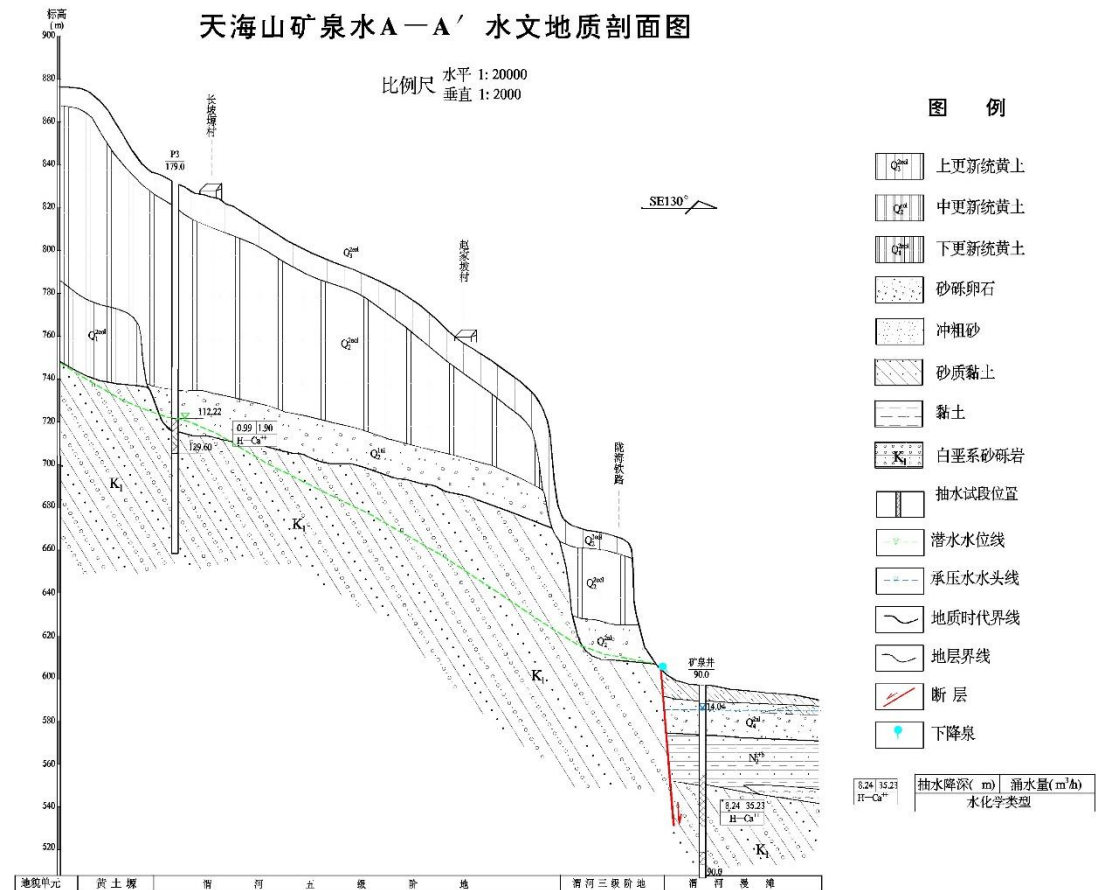 天海山矿泉水A—A′ 水文地质剖面图
标高
(m)
比例尺 水平 1: 20000
垂直 1: 2000
900
880
860
840
820
800
780
760
740
720
700
680
660
640
620
600
580
560
540
520
长坡塬村
P3
179.0
赵家坡村
SE130°
陇海铁路
112.22
129.60
0.99 1.90
H—Ca⁺⁺
K₁
K₁
K₁
K₁
矿泉井
90.0
14.04
8.24 35.23
H—Ca⁺⁺
90.0
地貌单元 黄土塬 渭河五级阶地 渭河三级阶地 渭河漫滩
图 例
上更新统黄土
中更新统黄土
下更新统黄土
砂砾卵石
冲粗砂
砂质黏土
黏土
K₁ 白垩系砂砾岩
抽水试段位置
潜水水位线
承压水水头线
地质时代界线
地层界线
断层
下降泉
8.24 35.23 抽水降深( m) 涌水量(m³/h)
H—Ca⁺⁺ 水化学类型